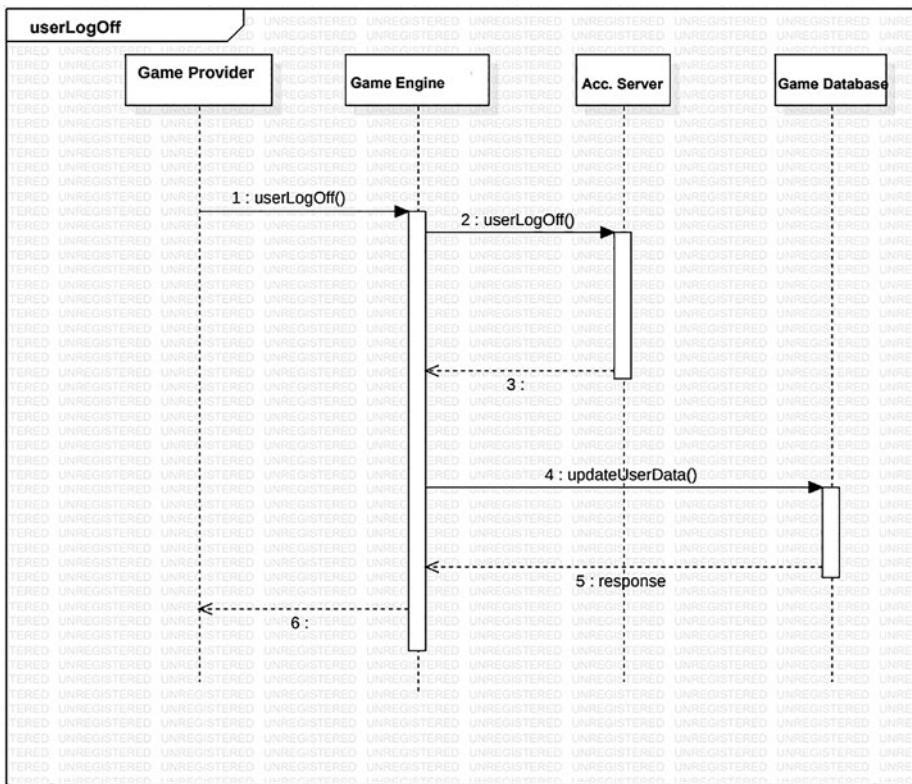 userLogOff
Game Provider
Game Engine
Acc. Server
Game Database
1 : userLogOff()
2 : userLogOff()
3 :
4 : updateUserData()
5 : response
6 :
UNREGISTERED